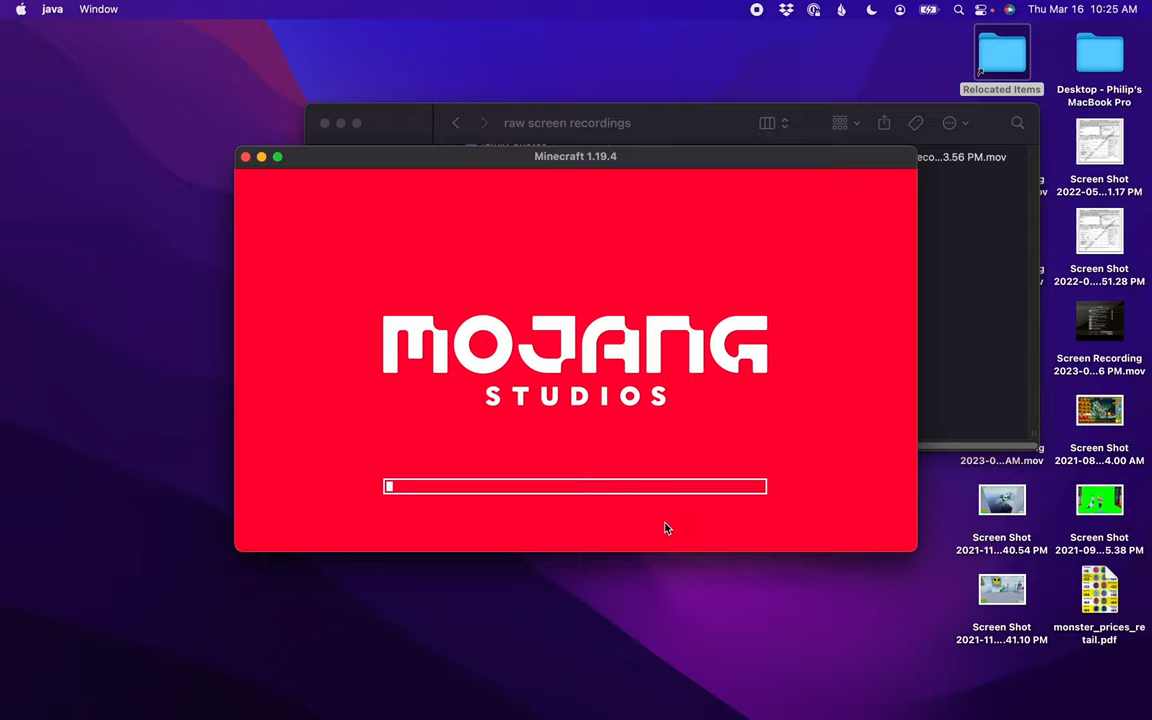 java Window Thu Mar 16 10:25 AM
Relocated Items
Desktop - Philip's
MacBook Pro
raw screen recordings
Minecraft 1.19.4
eco...3.56 PM.mov
MOJANG
STUDIOS
Screen Shot
2022-05...1.17 PM
Screen Shot
2022-0....51.28 PM
Screen Recording
2023-0...6 PM.mov
2023-0...AM.mov
Screen Shot
2021-08...4.00 AM
Screen Shot
2021-11...40.54 PM
Screen Shot
2021-09...5.38 PM
Screen Shot
2021-11....41.10 PM
monster_prices_re
tail.pdf